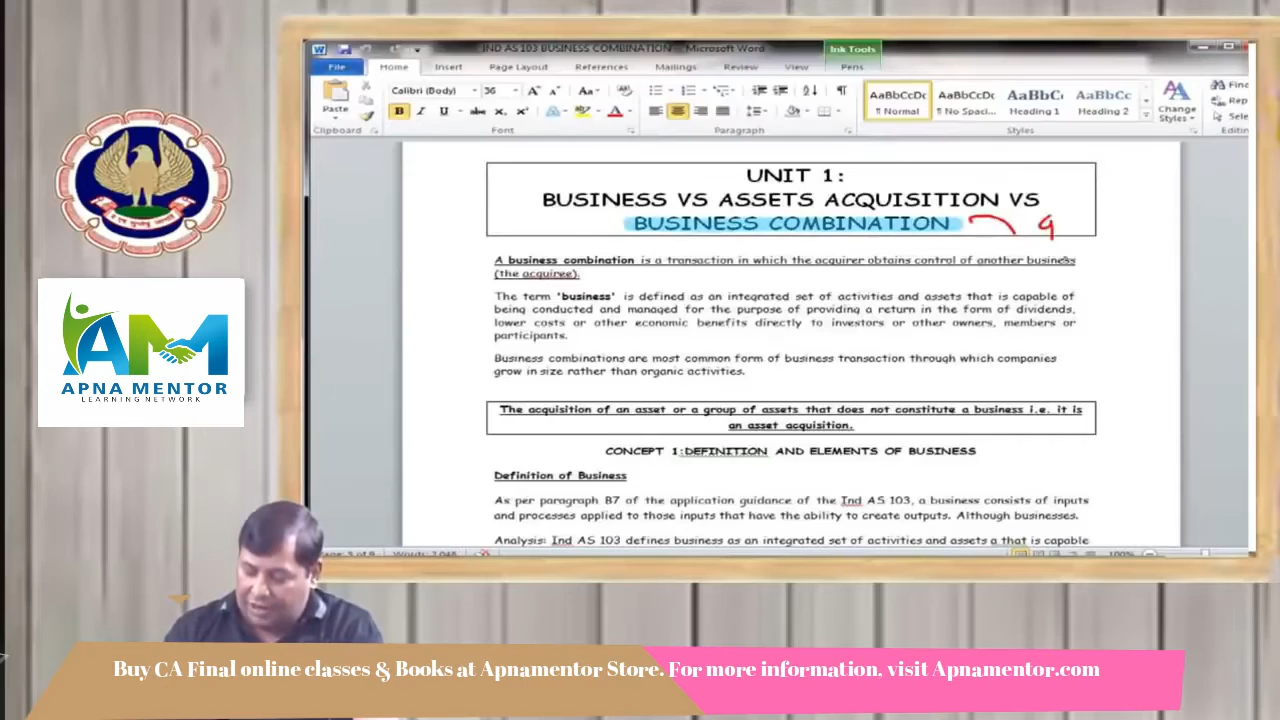 IND AS 103 BUSINESS COMBINATION - Microsoft Word
Ink Tools
File Home Insert Page Layout References Mailings Review View Pens
Calibri (Body) 36
Paste
B I U abc
AaBbCcDc AaBbCcDc AaBbC AaBbCc
¶ Normal ¶ No Spaci... Heading 1 Heading 2
Change
Styles
Find
Rep
Sele
Clipboard Font Paragraph Styles Editin
UNIT 1:
BUSINESS VS ASSETS ACQUISITION VS
BUSINESS COMBINATION
A business combination is a transaction in which the acquirer obtains control of another business
(the acquiree).
The term 'business' is defined as an integrated set of activities and assets that is capable of
being conducted and managed for the purpose of providing a return in the form of dividends,
lower costs or other economic benefits directly to investors or other owners, members or
participants.
Business combinations are most common form of business transaction through which companies
grow in size rather than organic activities.
The acquisition of an asset or a group of assets that does not constitute a business i.e. it is
an asset acquisition.
CONCEPT 1:DEFINITION AND ELEMENTS OF BUSINESS
Definition of Business
As per paragraph B7 of the application guidance of the Ind AS 103, a business consists of inputs
and processes applied to those inputs that have the ability to create outputs. Although businesses.
Analysis: Ind AS 103 defines business as an integrated set of activities and assets a that is capable
100%
AM
APNA MENTOR
LEARNING NETWORK
Buy CA Final online classes & Books at Apnamentor Store. For more information, visit Apnamentor.com